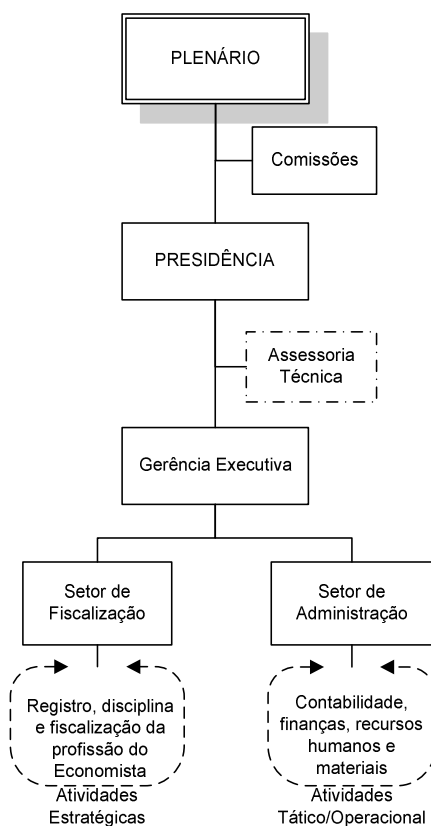 PLENÁRIO
Comissões
PRESIDÊNCIA
Assessoria
Técnica
Gerência Executiva
Setor de
Fiscalização
Setor de
Administração
Registro, disciplina
e fiscalização da
profissão do
Economista
Atividades
Estratégicas
Contabilidade,
finanças, recursos
humanos e
materiais
Atividades
Tático/Operacional